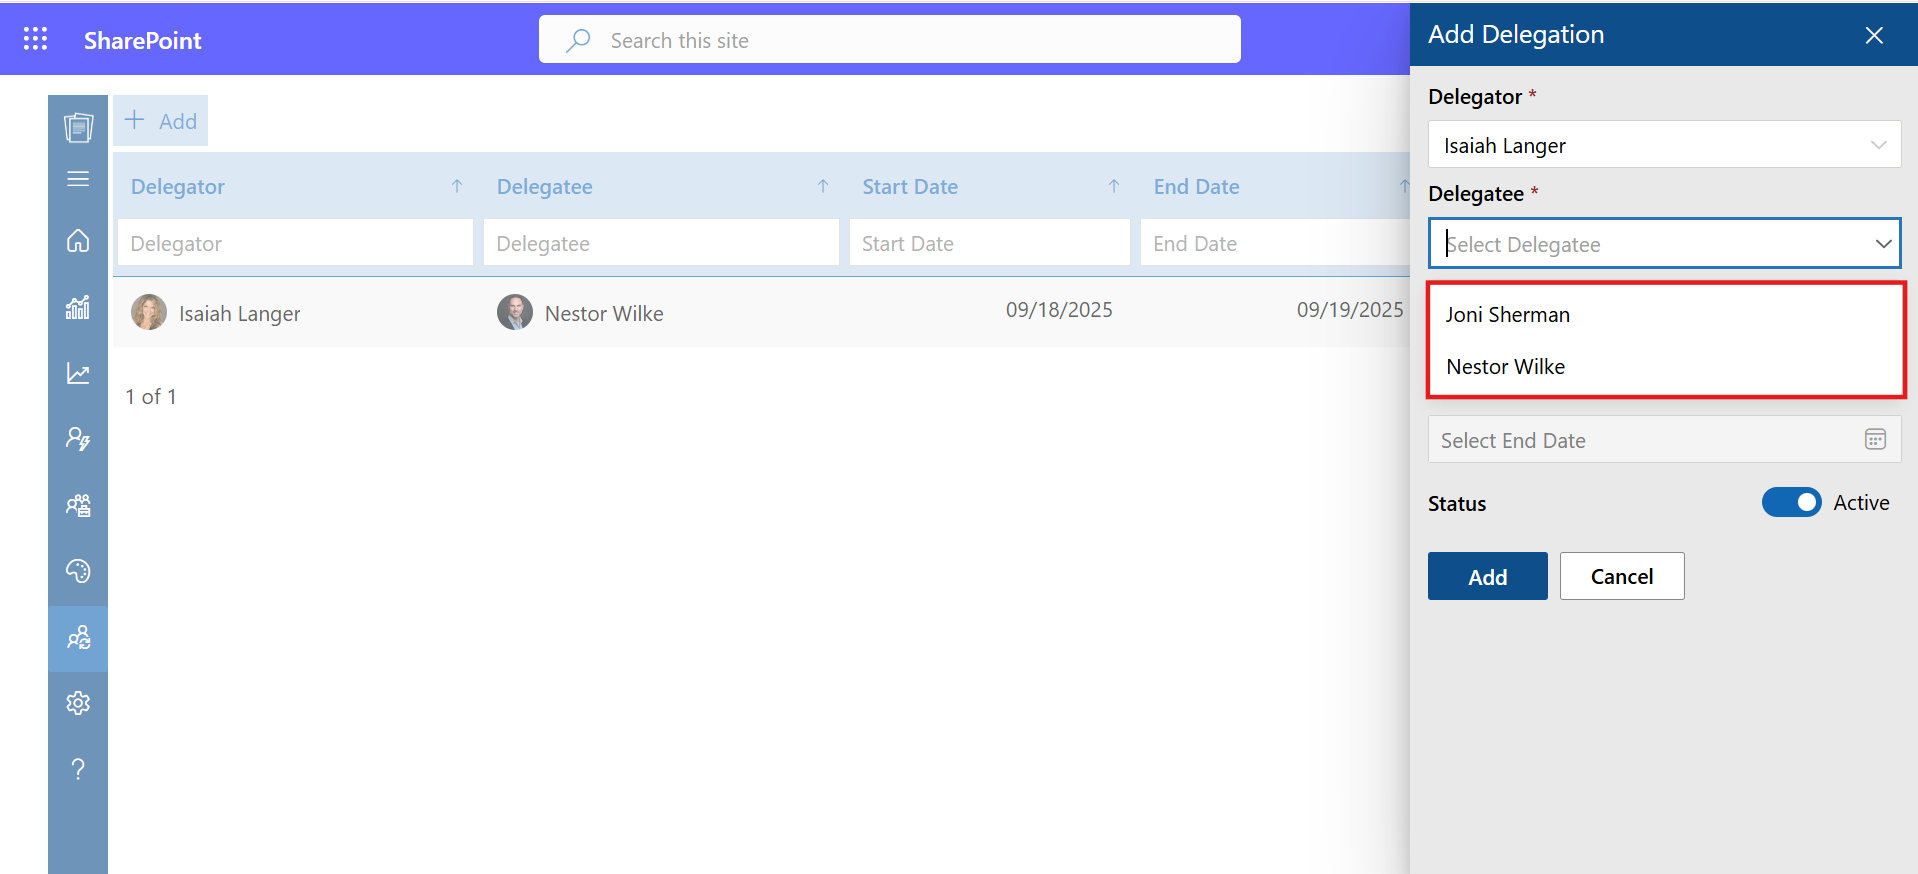 SharePoint
Search this site
Add Delegation
Add
Delegator
Delegatee
Start Date
End Date
Delegator
Delegatee
Start Date
End Date
Isaiah Langer
Nestor Wilke
09/18/2025
09/19/2025
1 of 1
Delegator *
Isaiah Langer
Delegatee *
Select Delegatee
Joni Sherman
Nestor Wilke
Select End Date
Status
Active
Add
Cancel